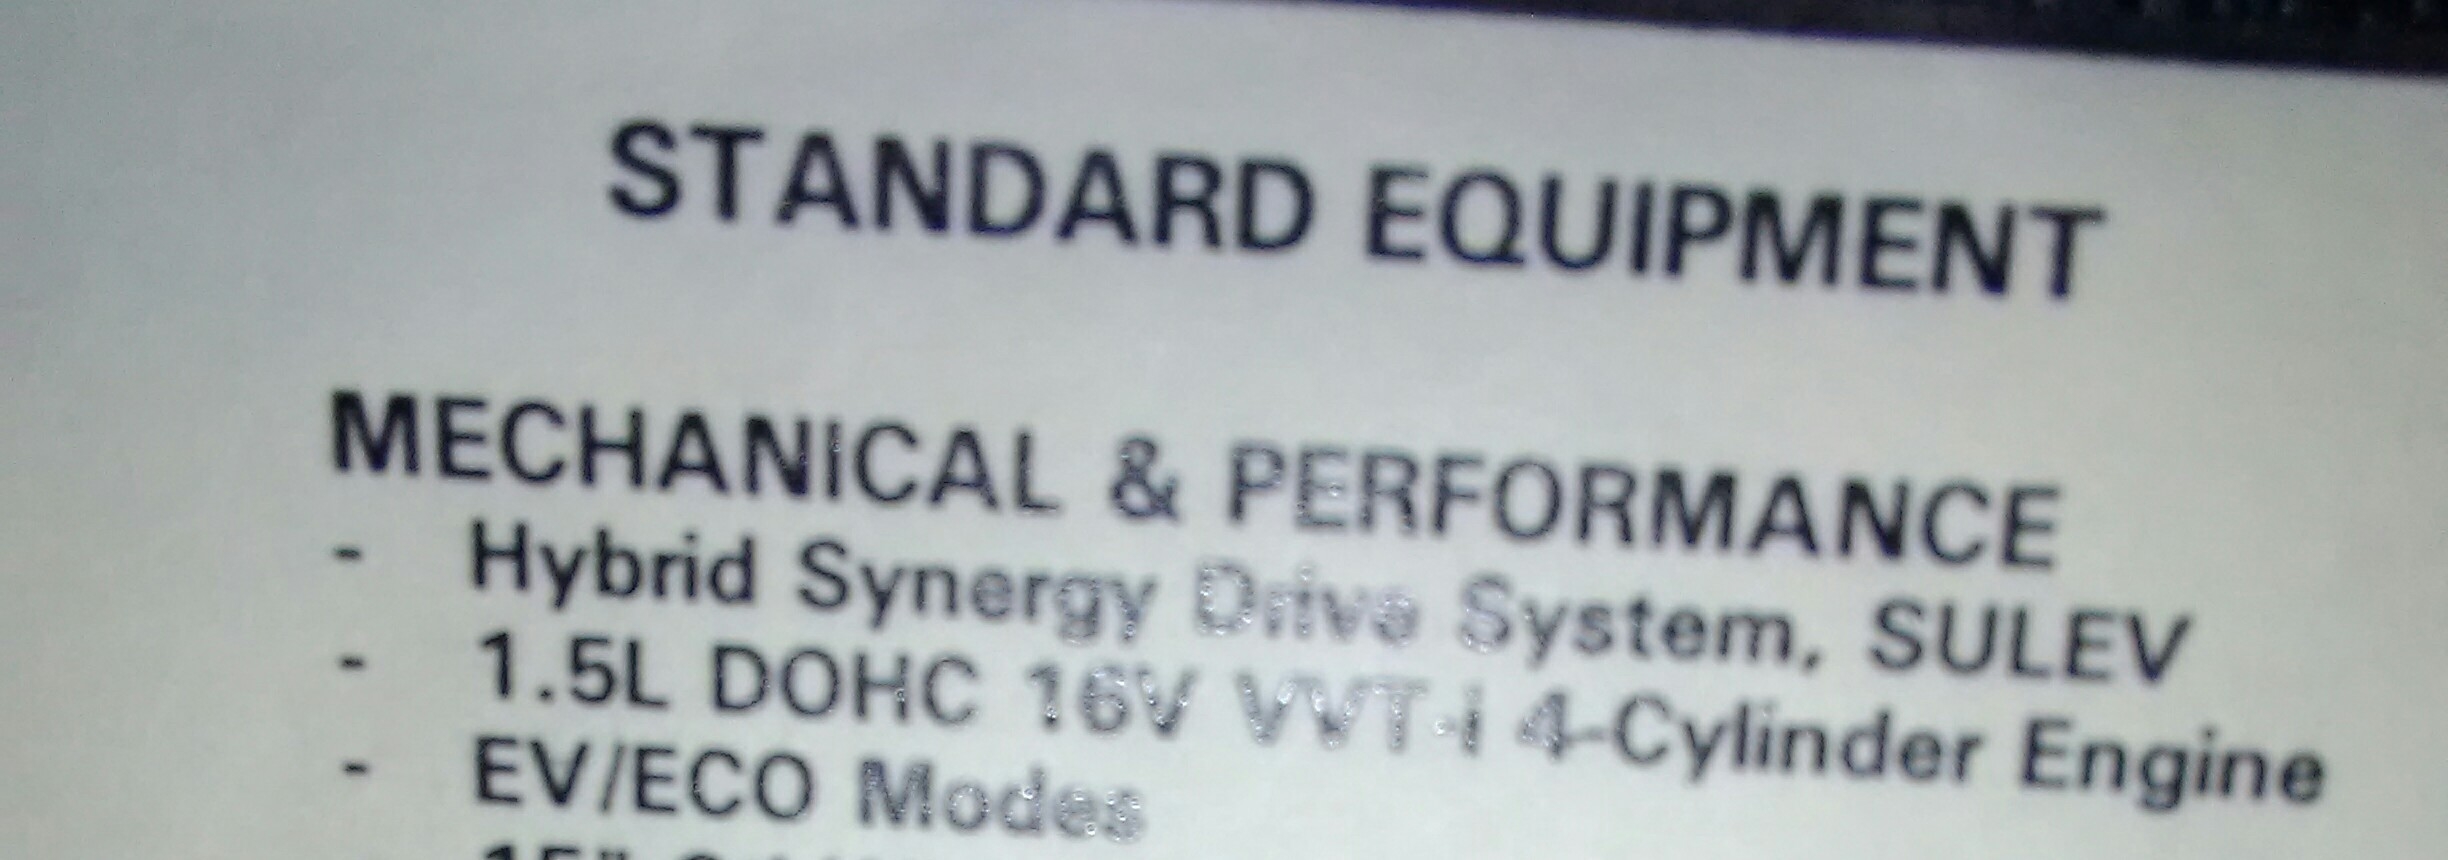 STANDARD EQUIPMENT
MECHANICAL & PERFORMANCE
- Hybrid Synergy Drive System, SULEV
- 1.5L DOHC 16V VVT-i 4-Cylinder Engine
- EV/ECO Modes
15"